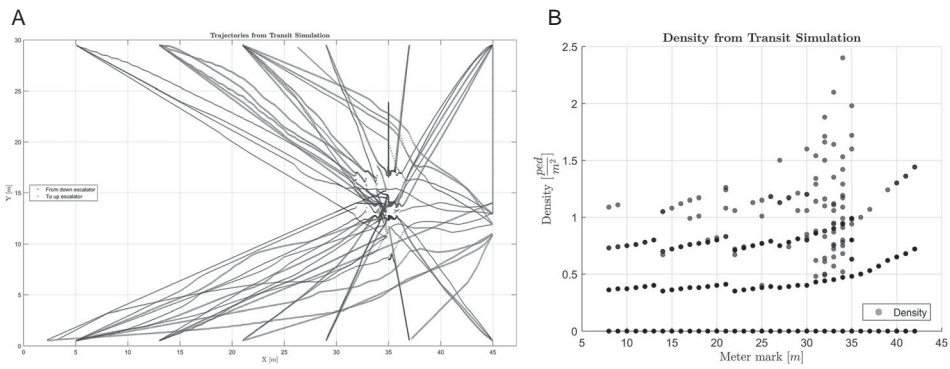 A
Trajectories from Transit Simulation
30
25
20
15
10
5
0
Y [m]
From down escalator
To up escalator
0 5 10 15 20 25 30 35 40 45
X [m]
B
Density from Transit Simulation
2.5
2
1.5
1
0.5
0
Density [ped/m²]
Density
5 10 15 20 25 30 35 40 45
Meter mark [m]